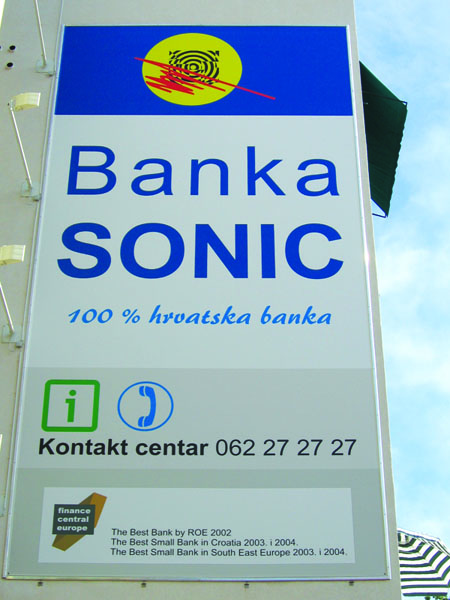 Banka
SONIC
100 % hrvatska banka
i
Kontakt centar 062 27 27 27
finance
central
europe
The Best Bank by ROE 2002
The Best Small Bank in Croatia 2003. i 2004.
The Best Small Bank in South East Europe 2003. i 2004.